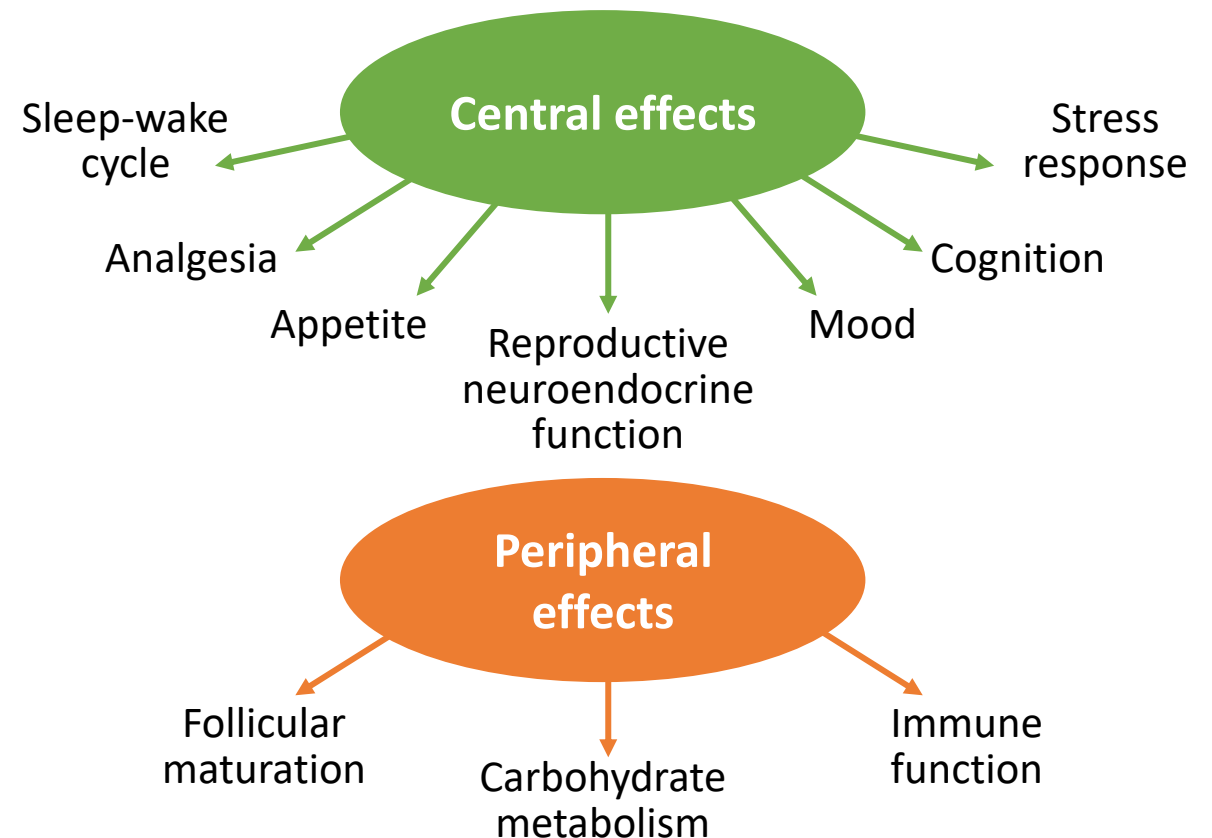 Central effects
Sleep-wake
cycle
Stress
response
Analgesia
Cognition
Appetite
Mood
Reproductive
neuroendocrine
function
Peripheral
effects
Follicular
maturation
Carbohydrate
metabolism
Immune
function